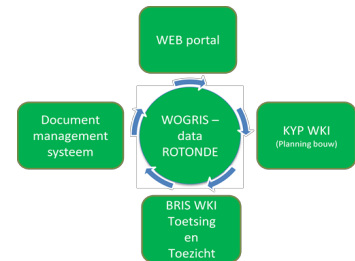 WEB portal
Document
management
systeem
WOGRIS –
data
ROTONDE
KYP WKI
(Planning bouw)
BRIS WKI
Toetsing
en
Toezicht